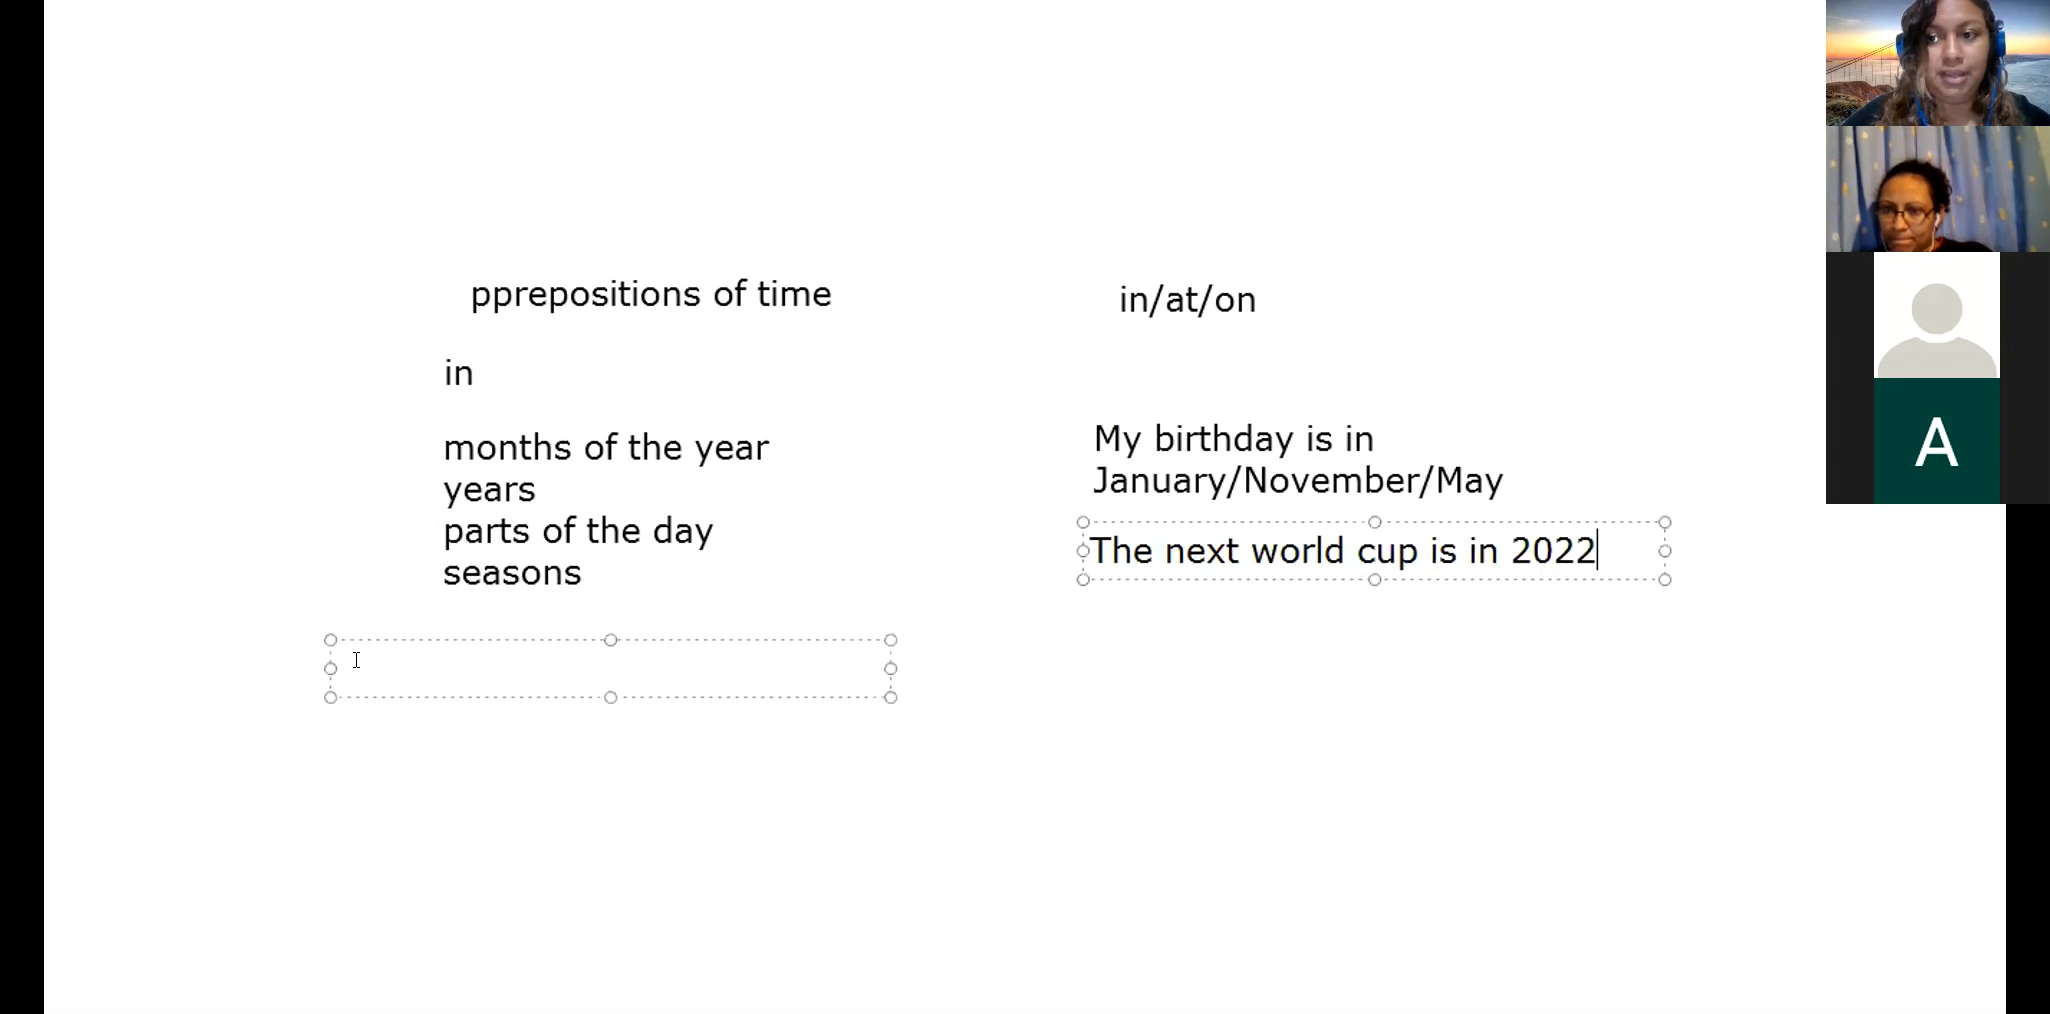 pprepositions of time
in/at/on
in
months of the year
years
parts of the day
seasons
My birthday is in
January/November/May
The next world cup is in 2022
A